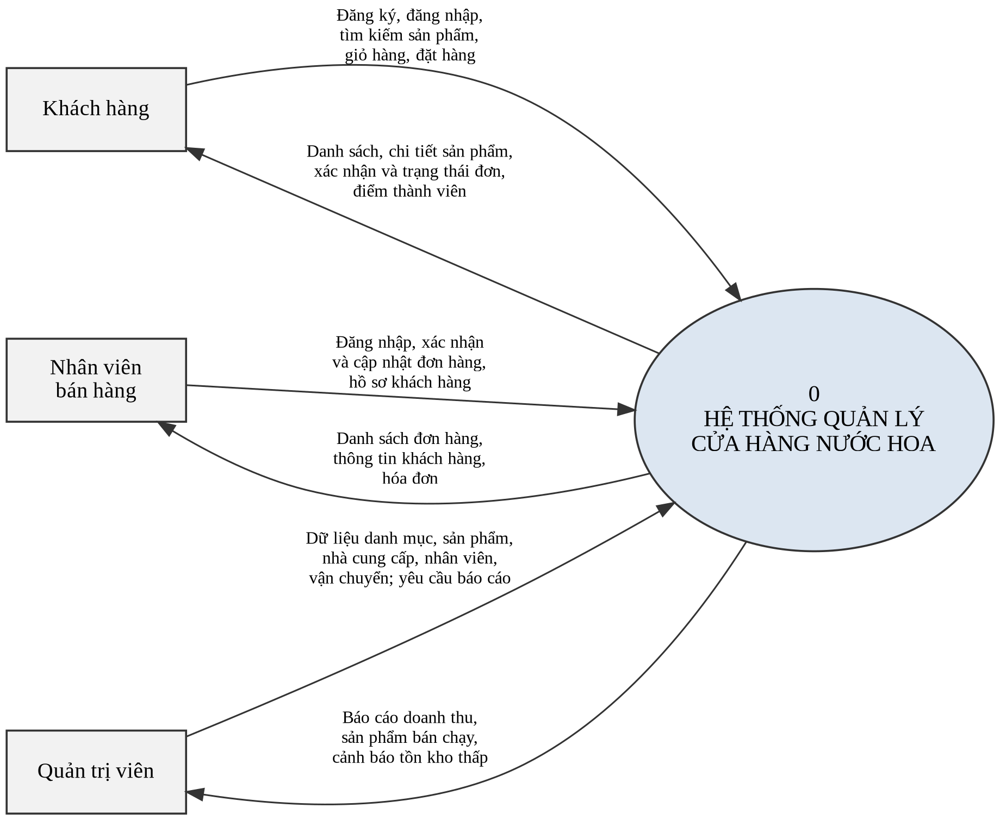 Đăng ký, đăng nhập,
tìm kiếm sản phẩm,
giỏ hàng, đặt hàng
Khách hàng
Danh sách, chi tiết sản phẩm,
xác nhận và trạng thái đơn,
điểm thành viên
Đăng nhập, xác nhận
và cập nhật đơn hàng,
hồ sơ khách hàng
Nhân viên
bán hàng
0
HỆ THỐNG QUẢN LÝ
CỬA HÀNG NƯỚC HOA
Danh sách đơn hàng,
thông tin khách hàng,
hóa đơn
Dữ liệu danh mục, sản phẩm,
nhà cung cấp, nhân viên,
vận chuyển; yêu cầu báo cáo
Báo cáo doanh thu,
sản phẩm bán chạy,
cảnh báo tồn kho thấp
Quản trị viên